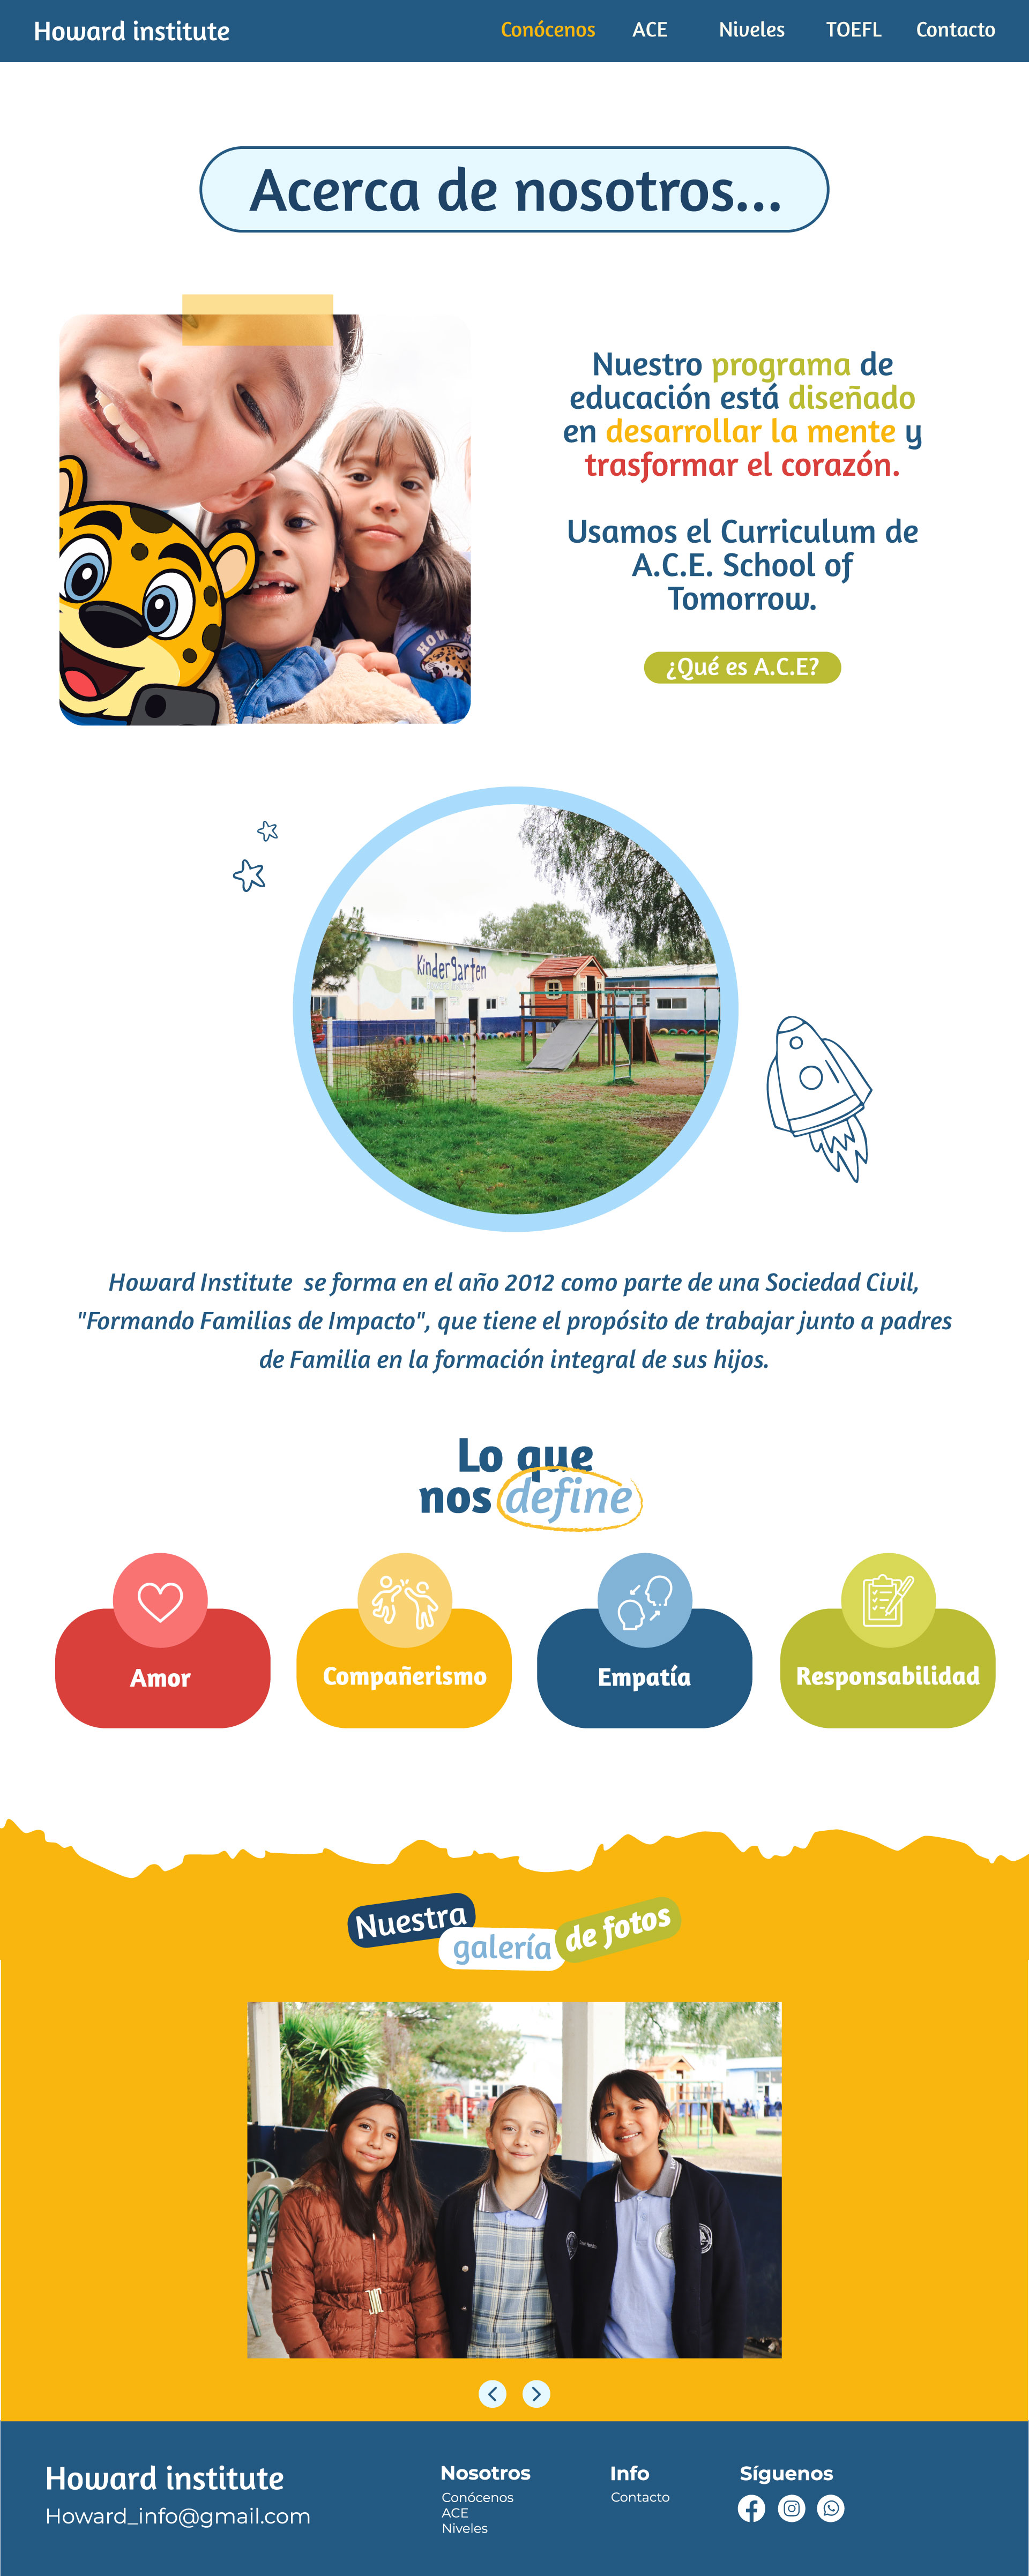 Howard institute
Conócenos ACE Niveles TOEFL Contacto
Acerca de nosotros...
Nuestro programa de
educación está diseñado
en desarrollar la mente y
trasformar el corazón.
Usamos el Curriculum de
A.C.E. School of
Tomorrow.
¿Qué es A.C.E?
Kindergarten
Howard Institute se forma en el año 2012 como parte de una Sociedad Civil,
"Formando Familias de Impacto", que tiene el propósito de trabajar junto a padres
de Familia en la formación integral de sus hijos.
Lo que
nos define
Amor
Compañerismo
Empatía
Responsabilidad
Nuestra
galería
de fotos
Howard institute
Howard_info@gmail.com
Nosotros
Conócenos
ACE
Niveles
Info
Contacto
Síguenos